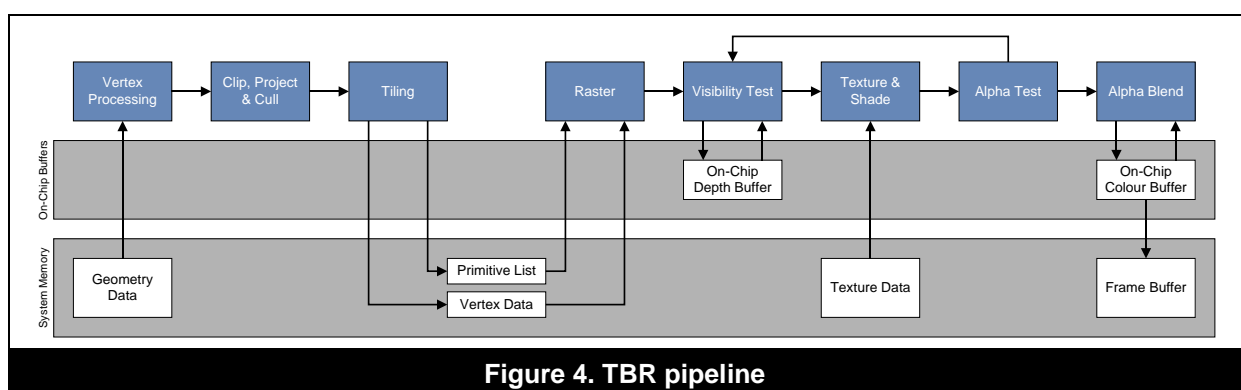 Vertex
Processing
Clip, Project
& Cull
Tiling
Raster
Visibility Test
Texture &
Shade
Alpha Test
Alpha Blend
On-Chip Buffers
On-Chip
Depth Buffer
On-Chip
Colour Buffer
System Memory
Geometry
Data
Primitive List
Vertex Data
Texture Data
Frame Buffer
Figure 4. TBR pipeline